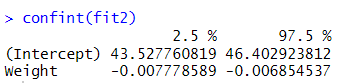 > confint(fit2)
2.5 % 97.5 %
(Intercept) 43.527760819 46.402923812
Weight -0.007778589 -0.006854537